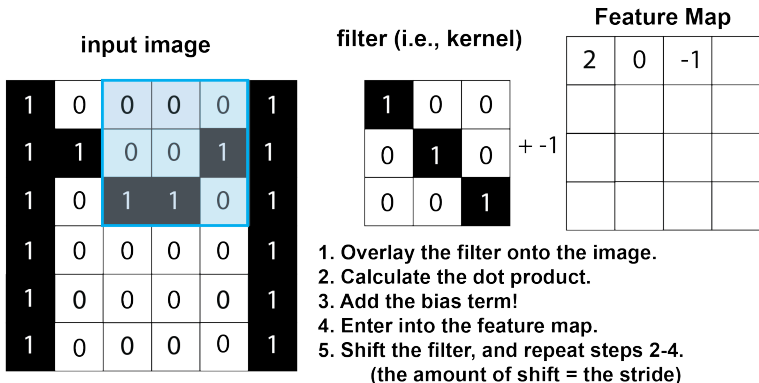 Feature Map
input image
filter (i.e., kernel)
1 0 0 0 0 1
1 1 0 0 1 1
1 0 1 1 0 1
1 0 0 0 0 1
1 0 0 0 0 1
1 0 0 0 0 1
1 0 0
0 1 0
0 0 1
+ -1
2 0 -1
1. Overlay the filter onto the image.
2. Calculate the dot product.
3. Add the bias term!
4. Enter into the feature map.
5. Shift the filter, and repeat steps 2-4.
(the amount of shift = the stride)